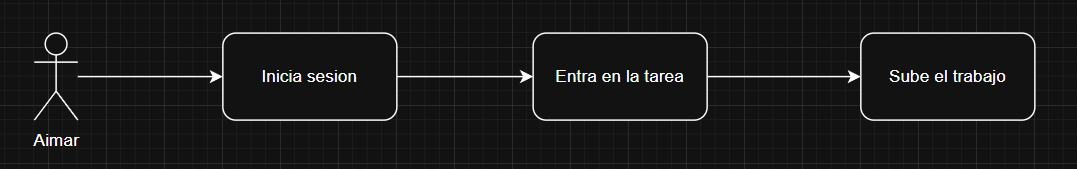 Inicia sesion
Entra en la tarea
Sube el trabajo
Aimar